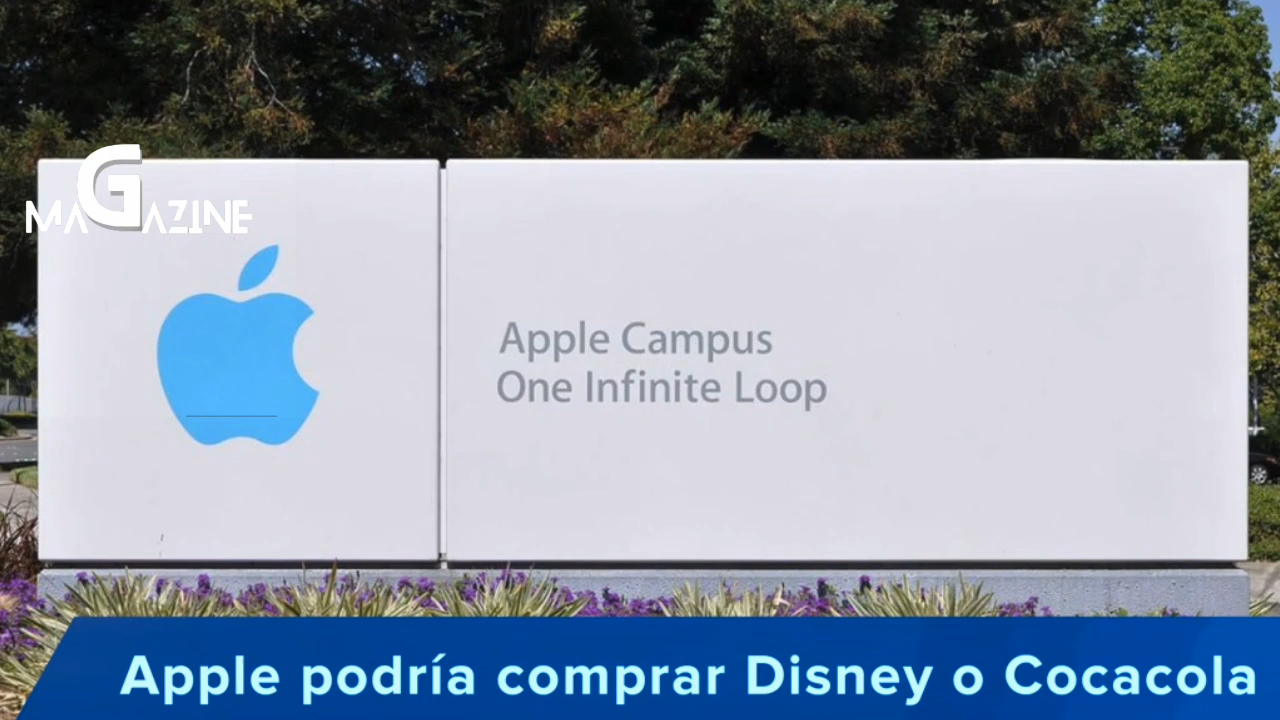 MAGAZINE
Apple Campus
One Infinite Loop
Apple podría comprar Disney o Cocacola